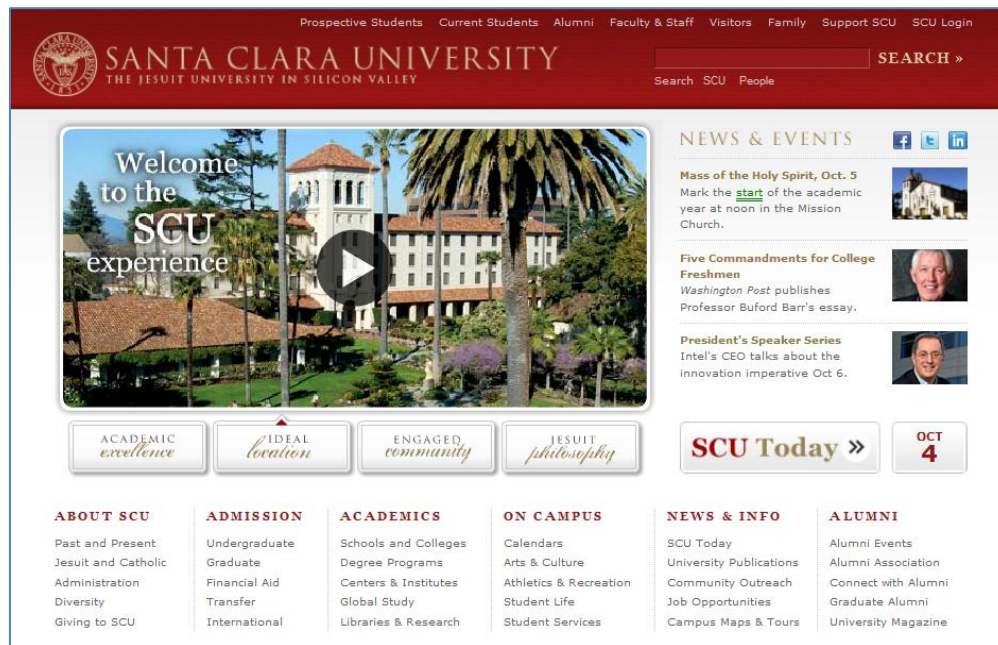 Prospective Students Current Students Alumni Faculty & Staff Visitors Family Support SCU SCU Login
SANTA CLARA UNIVERSITY
THE JESUIT UNIVERSITY IN SILICON VALLEY
SEARCH »
Search SCU People
Welcome
to the
SCU
experience
NEWS & EVENTS
Mass of the Holy Spirit, Oct. 5
Mark the start of the academic
year at noon in the Mission
Church.
Five Commandments for College
Freshmen
Washington Post publishes
Professor Buford Barr's essay.
President's Speaker Series
Intel's CEO talks about the
innovation imperative Oct 6.
ACADEMIC
excellence
IDEAL
location
ENGAGED
community
JESUIT
philosophy
SCU Today »
OCT
4
ABOUT SCU
Past and Present
Jesuit and Catholic
Administration
Diversity
Giving to SCU
ADMISSION
Undergraduate
Graduate
Financial Aid
Transfer
International
ACADEMICS
Schools and Colleges
Degree Programs
Centers & Institutes
Global Study
Libraries & Research
ON CAMPUS
Calendars
Arts & Culture
Athletics & Recreation
Student Life
Student Services
NEWS & INFO
SCU Today
University Publications
Community Outreach
Job Opportunities
Campus Maps & Tours
ALUMNI
Alumni Events
Alumni Association
Connect with Alumni
Graduate Alumni
University Magazine